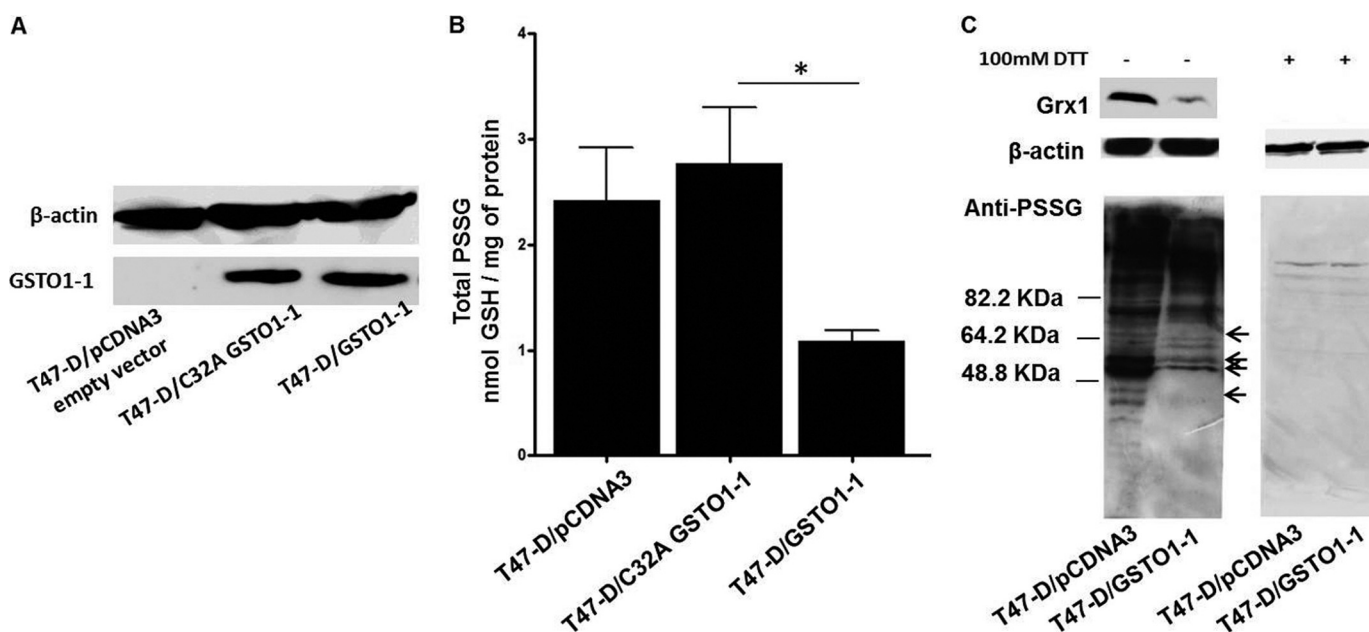 A
β-actin
GSTO1-1
T47-D/pCDNA3
empty vector
T47-D/C32A GSTO1-1
T47-D/GSTO1-1
B
Total PSSG
nmol GSH / mg of protein
4
3
2
1
0
*
T47-D/pCDNA3
T47-D/C32A GSTO1-1
T47-D/GSTO1-1
C
100mM DTT - - + +
Grx1
β-actin
Anti-PSSG
82.2 KDa
64.2 KDa
48.8 KDa
T47-D/pCDNA3
T47-D/GSTO1-1
T47-D/pCDNA3
T47-D/GSTO1-1